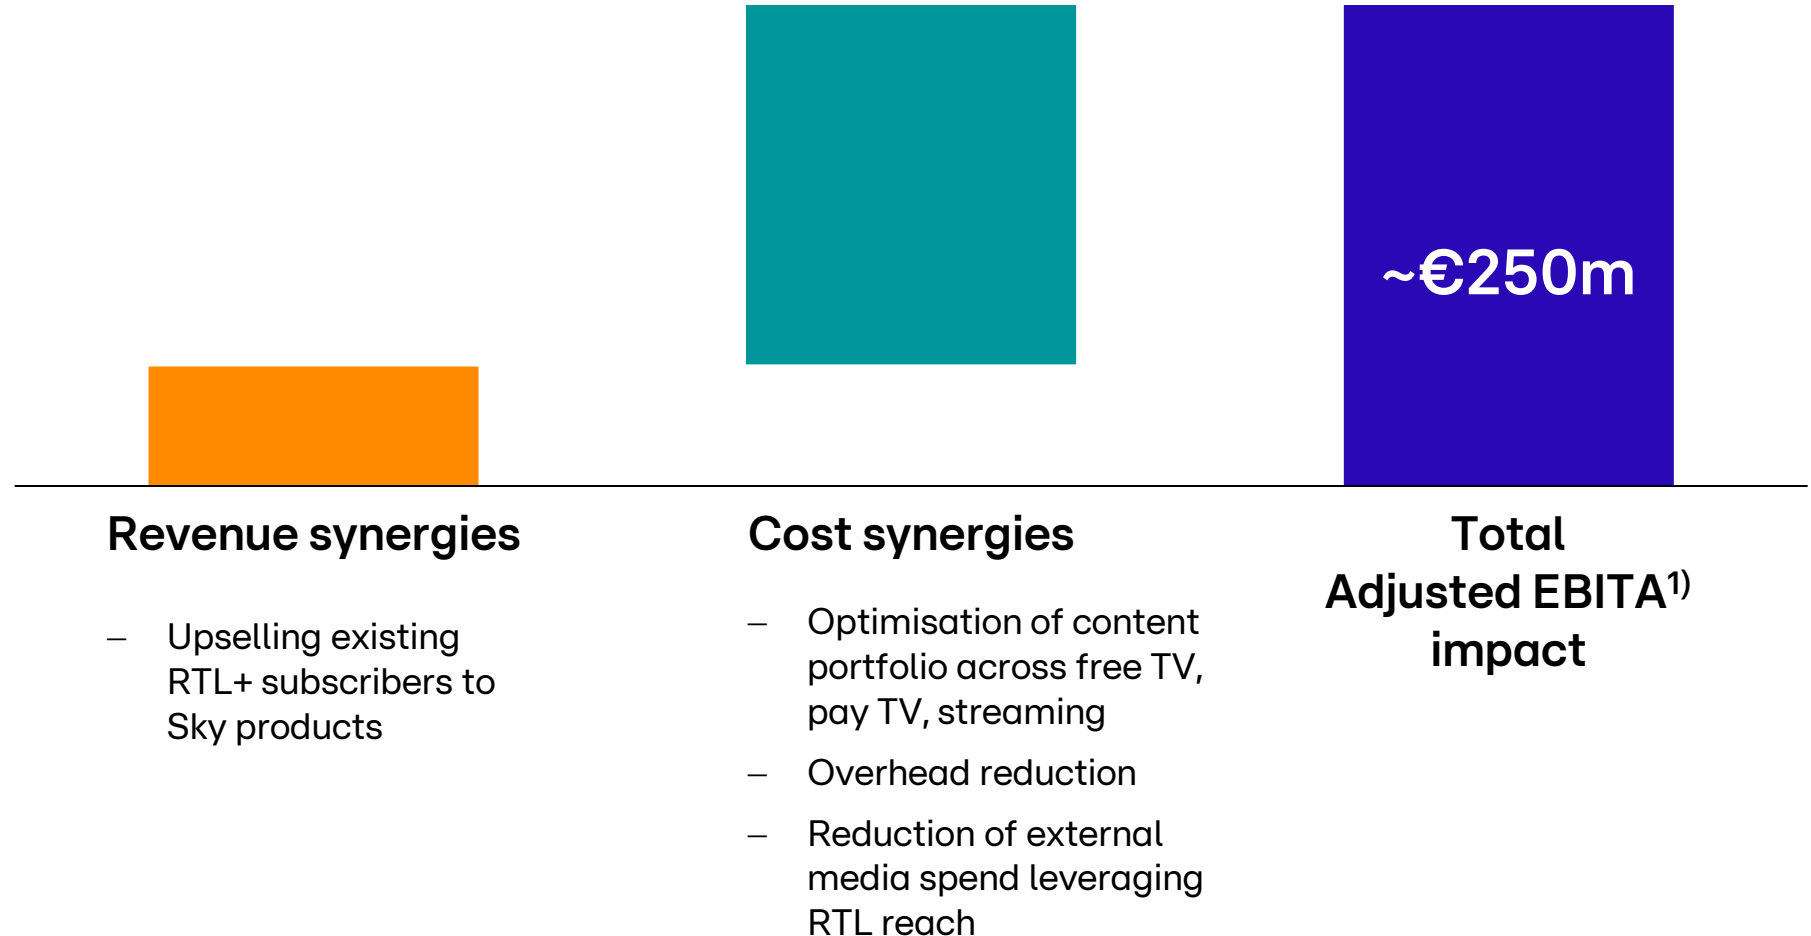 ~€250m
Revenue synergies
– Upselling existing
RTL+ subscribers to
Sky products
Cost synergies
– Optimisation of content
portfolio across free TV,
pay TV, streaming
– Overhead reduction
– Reduction of external
media spend leveraging
RTL reach
Total
Adjusted EBITA¹⁾
impact